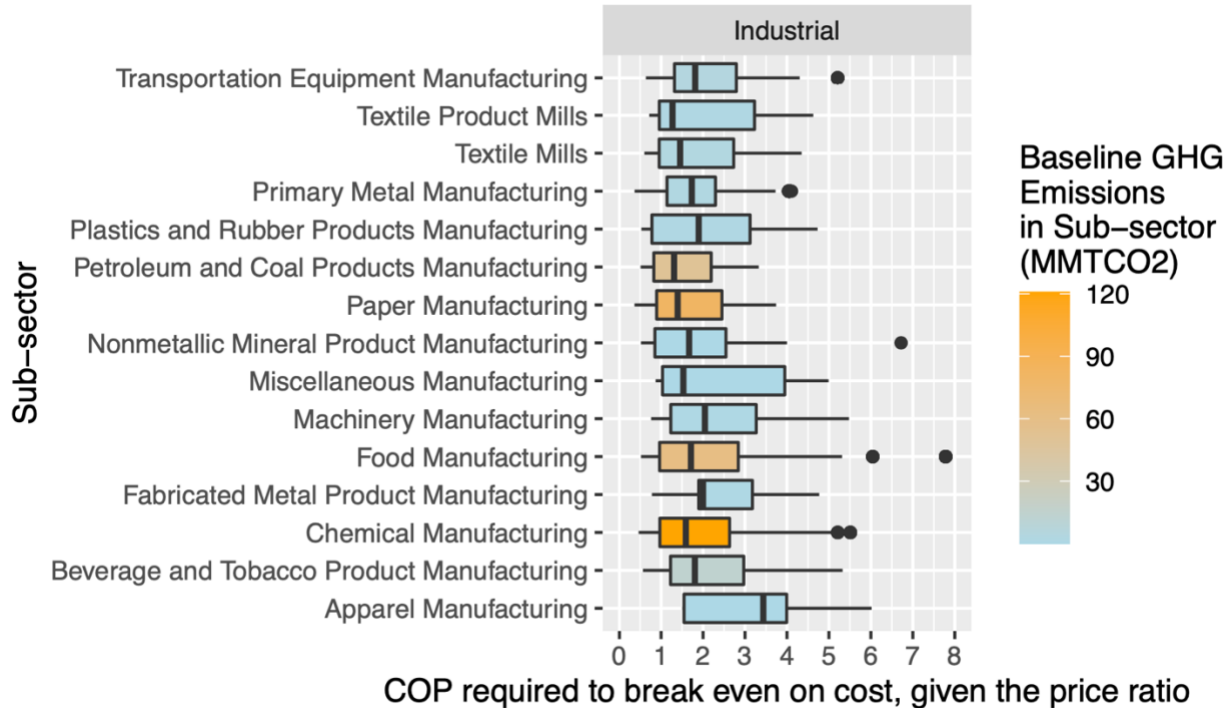 Industrial
Transportation Equipment Manufacturing
Textile Product Mills
Textile Mills
Primary Metal Manufacturing
Plastics and Rubber Products Manufacturing
Petroleum and Coal Products Manufacturing
Paper Manufacturing
Nonmetallic Mineral Product Manufacturing
Miscellaneous Manufacturing
Machinery Manufacturing
Food Manufacturing
Fabricated Metal Product Manufacturing
Chemical Manufacturing
Beverage and Tobacco Product Manufacturing
Apparel Manufacturing
Sub−sector
0 1 2 3 4 5 6 7 8
COP required to break even on cost, given the price ratio
Baseline GHG
Emissions
in Sub−sector
(MMTCO2)
120
90
60
30